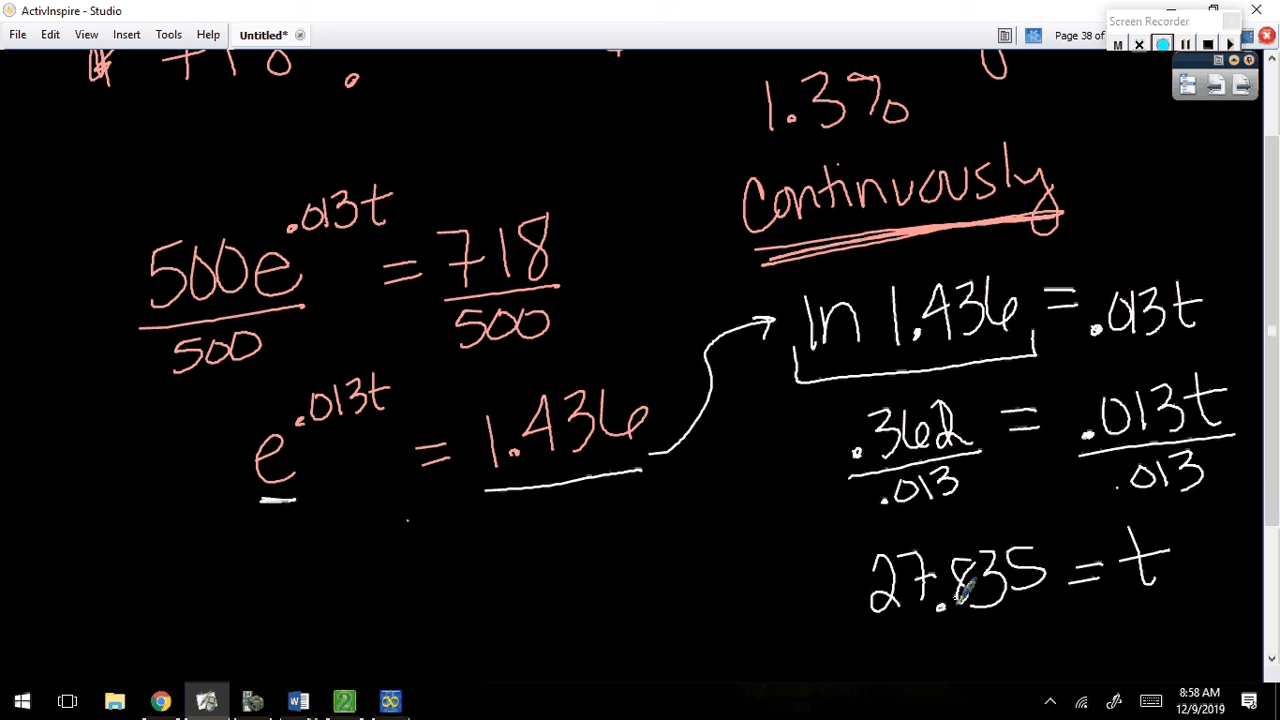 ActivInspire - Studio
Screen Recorder
File Edit View Insert Tools Help Untitled* Page 38 of
718.
1.3%
Continuously
500e^.013t = 718
500 500
ln 1.436 = .013t
e^.013t = 1.436
.362 = .013t
.013 .013
27.835 = t
8:58 AM
12/9/2019